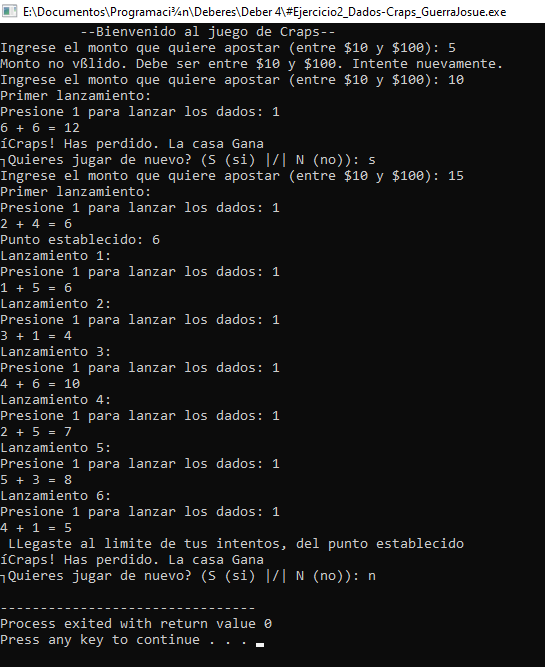 E:\Documentos\Programaci¾n\Deberes\Deber 4\#Ejercicio2_Dados-Craps_GuerraJosue.exe
--Bienvenido al juego de Craps--
Ingrese el monto que quiere apostar (entre $10 y $100): 5
Monto no vßlido. Debe ser entre $10 y $100. Intente nuevamente.
Ingrese el monto que quiere apostar (entre $10 y $100): 10
Primer lanzamiento:
Presione 1 para lanzar los dados: 1
6 + 6 = 12
íCraps! Has perdido. La casa Gana
┐Quieres jugar de nuevo? (S (si) |/| N (no)): s
Ingrese el monto que quiere apostar (entre $10 y $100): 15
Primer lanzamiento:
Presione 1 para lanzar los dados: 1
2 + 4 = 6
Punto establecido: 6
Lanzamiento 1:
Presione 1 para lanzar los dados: 1
1 + 5 = 6
Lanzamiento 2:
Presione 1 para lanzar los dados: 1
3 + 1 = 4
Lanzamiento 3:
Presione 1 para lanzar los dados: 1
4 + 6 = 10
Lanzamiento 4:
Presione 1 para lanzar los dados: 1
2 + 5 = 7
Lanzamiento 5:
Presione 1 para lanzar los dados: 1
5 + 3 = 8
Lanzamiento 6:
Presione 1 para lanzar los dados: 1
4 + 1 = 5
LLegaste al limite de tus intentos, del punto establecido
íCraps! Has perdido. La casa Gana
┐Quieres jugar de nuevo? (S (si) |/| N (no)): n
--------------------------------
Process exited with return value 0
Press any key to continue . . .